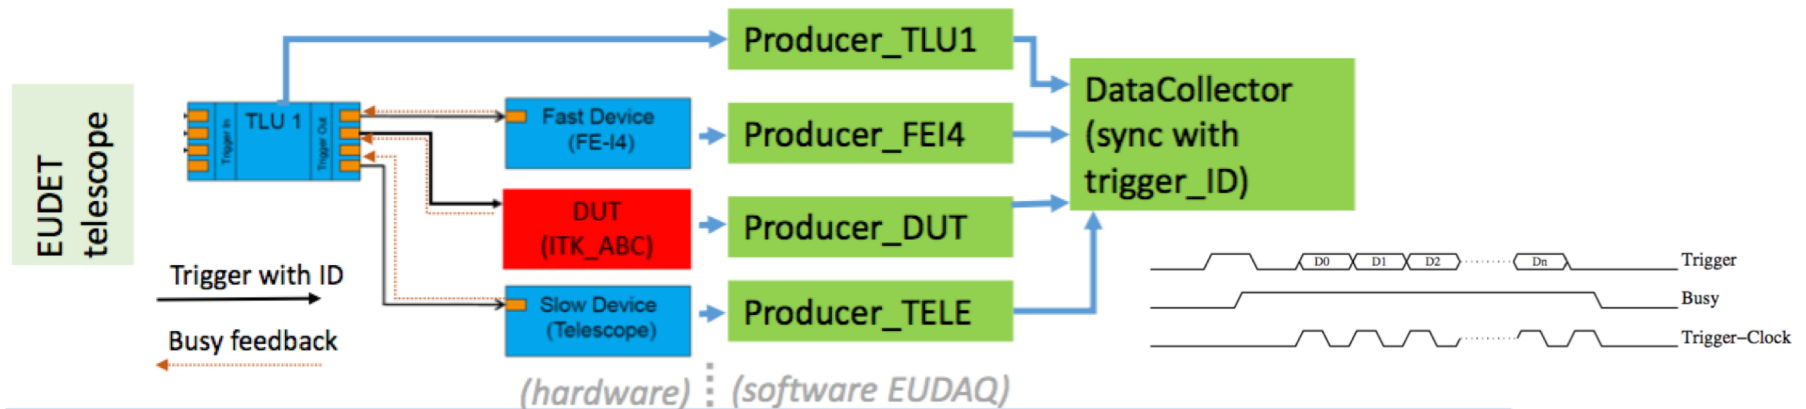 EUDET
telescope
Trigger with ID
Busy feedback
Trigger In
TLU 1
Trigger Out
Fast Device
(FE-I4)
DUT
(ITK_ABC)
Slow Device
(Telescope)
Producer_TLU1
Producer_FEI4
Producer_DUT
Producer_TELE
DataCollector
(sync with
trigger_ID)
(hardware)
(software EUDAQ)
D0 D1 D2 Dn Trigger
Busy
Trigger–Clock